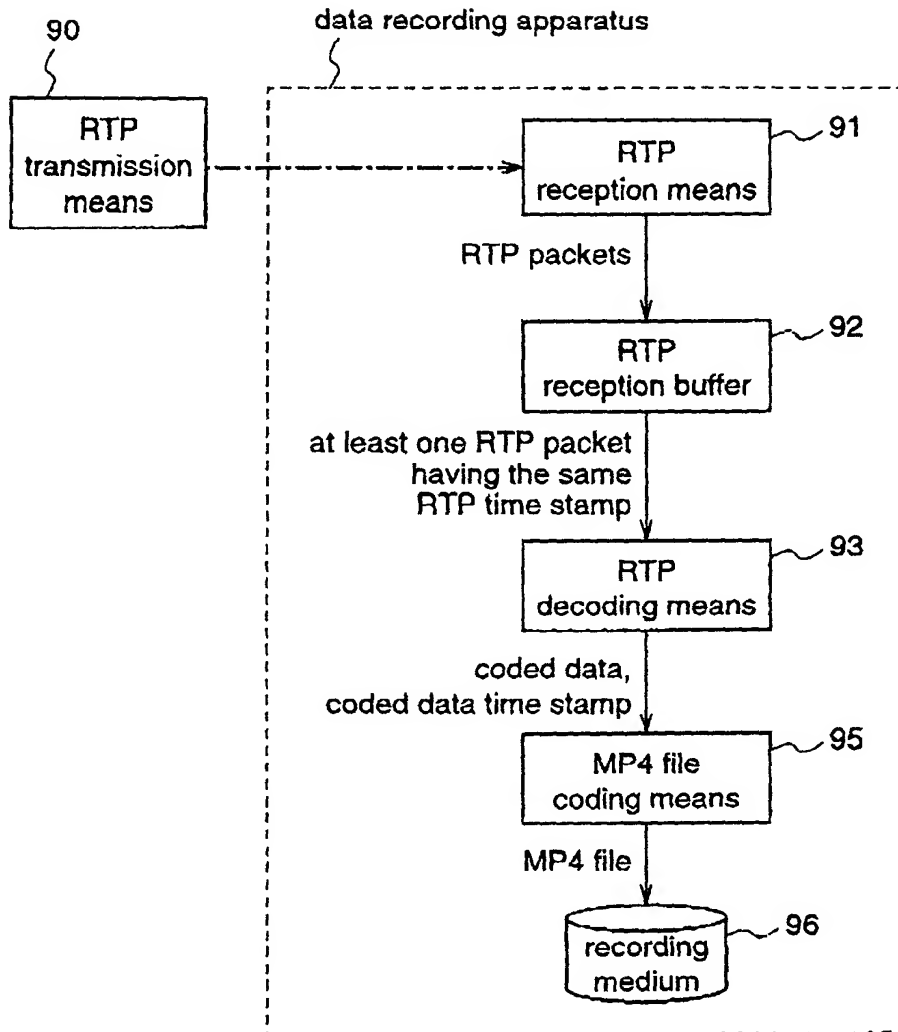 data recording apparatus
90
RTP
transmission
means
91
RTP
reception means
RTP packets
92
RTP
reception buffer
at least one RTP packet
having the same
RTP time stamp
93
RTP
decoding means
coded data,
coded data time stamp
95
MP4 file
coding means
MP4 file
96
recording
medium